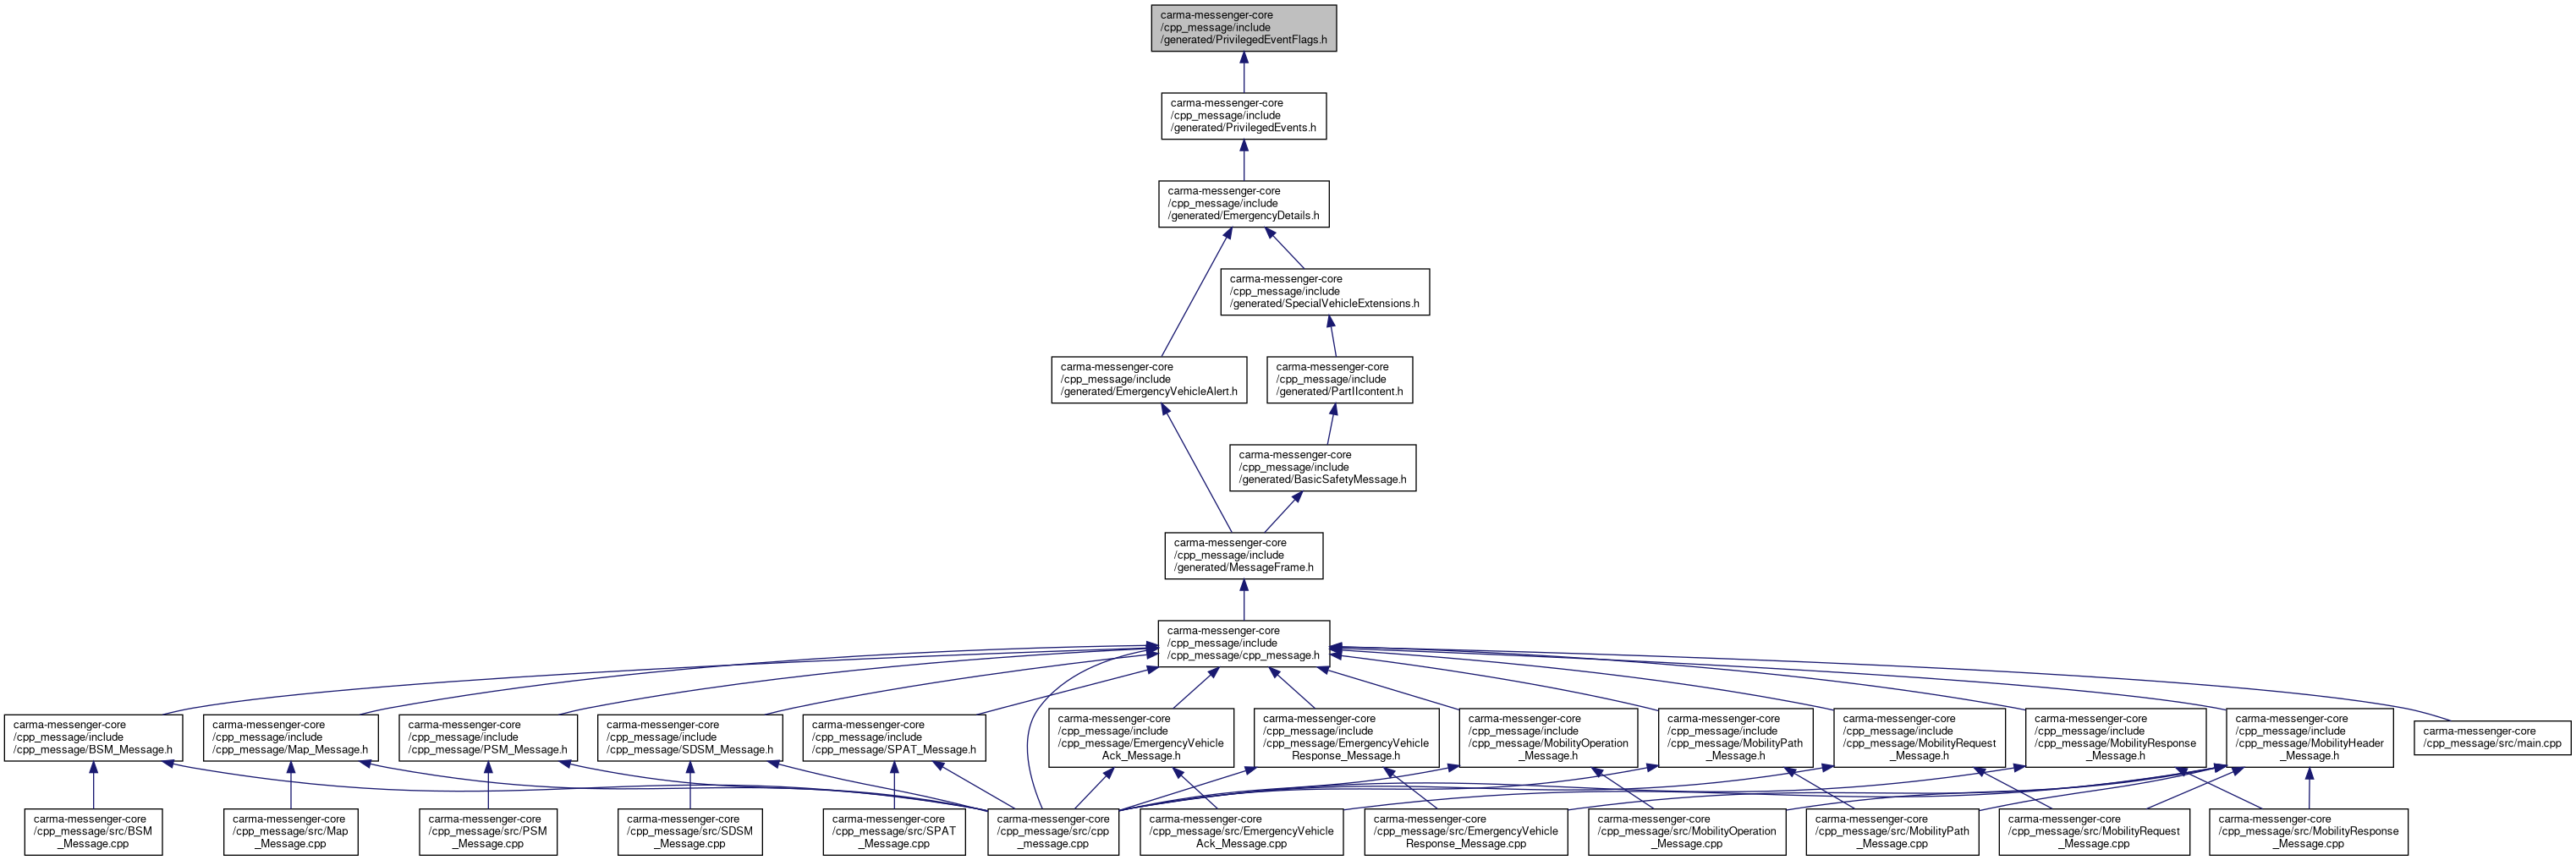 carma-messenger-core
/cpp_message/include
/generated/PrivilegedEventFlags.h
carma-messenger-core
/cpp_message/include
/generated/PrivilegedEvents.h
carma-messenger-core
/cpp_message/include
/generated/EmergencyDetails.h
carma-messenger-core
/cpp_message/include
/generated/SpecialVehicleExtensions.h
carma-messenger-core
/cpp_message/include
/generated/EmergencyVehicleAlert.h
carma-messenger-core
/cpp_message/include
/generated/PartIIcontent.h
carma-messenger-core
/cpp_message/include
/generated/BasicSafetyMessage.h
carma-messenger-core
/cpp_message/include
/generated/MessageFrame.h
carma-messenger-core
/cpp_message/include
/cpp_message/cpp_message.h
carma-messenger-core
/cpp_message/include
/cpp_message/BSM_Message.h
carma-messenger-core
/cpp_message/include
/cpp_message/Map_Message.h
carma-messenger-core
/cpp_message/include
/cpp_message/PSM_Message.h
carma-messenger-core
/cpp_message/include
/cpp_message/SDSM_Message.h
carma-messenger-core
/cpp_message/include
/cpp_message/SPAT_Message.h
carma-messenger-core
/cpp_message/include
/cpp_message/EmergencyVehicle
Ack_Message.h
carma-messenger-core
/cpp_message/include
/cpp_message/EmergencyVehicle
Response_Message.h
carma-messenger-core
/cpp_message/include
/cpp_message/MobilityOperation
_Message.h
carma-messenger-core
/cpp_message/include
/cpp_message/MobilityPath
_Message.h
carma-messenger-core
/cpp_message/include
/cpp_message/MobilityRequest
_Message.h
carma-messenger-core
/cpp_message/include
/cpp_message/MobilityResponse
_Message.h
carma-messenger-core
/cpp_message/include
/cpp_message/MobilityHeader
_Message.h
carma-messenger-core
/cpp_message/src/main.cpp
carma-messenger-core
/cpp_message/src/BSM
_Message.cpp
carma-messenger-core
/cpp_message/src/Map
_Message.cpp
carma-messenger-core
/cpp_message/src/PSM
_Message.cpp
carma-messenger-core
/cpp_message/src/SDSM
_Message.cpp
carma-messenger-core
/cpp_message/src/SPAT
_Message.cpp
carma-messenger-core
/cpp_message/src/cpp
_message.cpp
carma-messenger-core
/cpp_message/src/EmergencyVehicle
Ack_Message.cpp
carma-messenger-core
/cpp_message/src/EmergencyVehicle
Response_Message.cpp
carma-messenger-core
/cpp_message/src/MobilityOperation
_Message.cpp
carma-messenger-core
/cpp_message/src/MobilityPath
_Message.cpp
carma-messenger-core
/cpp_message/src/MobilityRequest
_Message.cpp
carma-messenger-core
/cpp_message/src/MobilityResponse
_Message.cpp